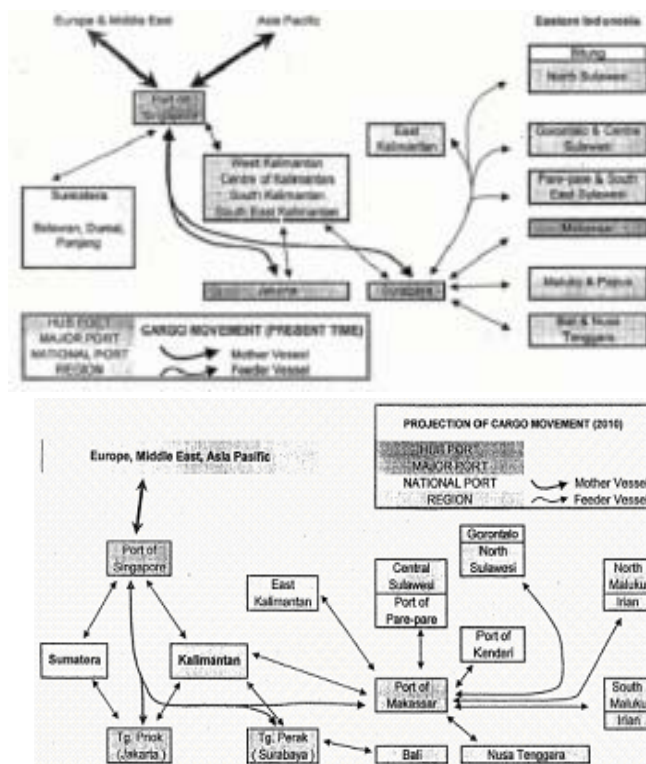 Europe & Middle East
Asia Pacific
Eastern Indonesia
Port of
Singapore
Bitung
North Sulawesi
East
Kalimantan
Gorontalo & Centre
Sulawesi
West Kalimantan
Centre of Kalimantan
South Kalimantan
South East Kalimantan
Pare-pare & South
East Sulawesi
Sumatera
Belawan, Dumai,
Panjang
Makassar
Jakarta
Surabaya
Maluku & Papua
Bali & Nusa
Tenggara
HUB PORT
MAJOR PORT
NATIONAL PORT
REGION
CARGO MOVEMENT (PRESENT TIME)
Mother Vessel
Feeder Vessel
PROJECTION OF CARGO MOVEMENT (2010)
HUB PORT
MAJOR PORT
NATIONAL PORT
REGION
Mother Vessel
Feeder Vessel
Europe, Middle East, Asia Pasific
Port of
Singapore
East
Kalimantan
Central
Sulawesi
Port of
Pare-pare
Gorontalo
North
Sulawesi
North
Maluku
Irian
Port of
Kendari
Sumatera
Kalimantan
Port of
Makassar
South
Maluku
Irian
Tg. Priok
(Jakarta)
Tg. Perak
(Surabaya)
Bali
Nusa Tenggara